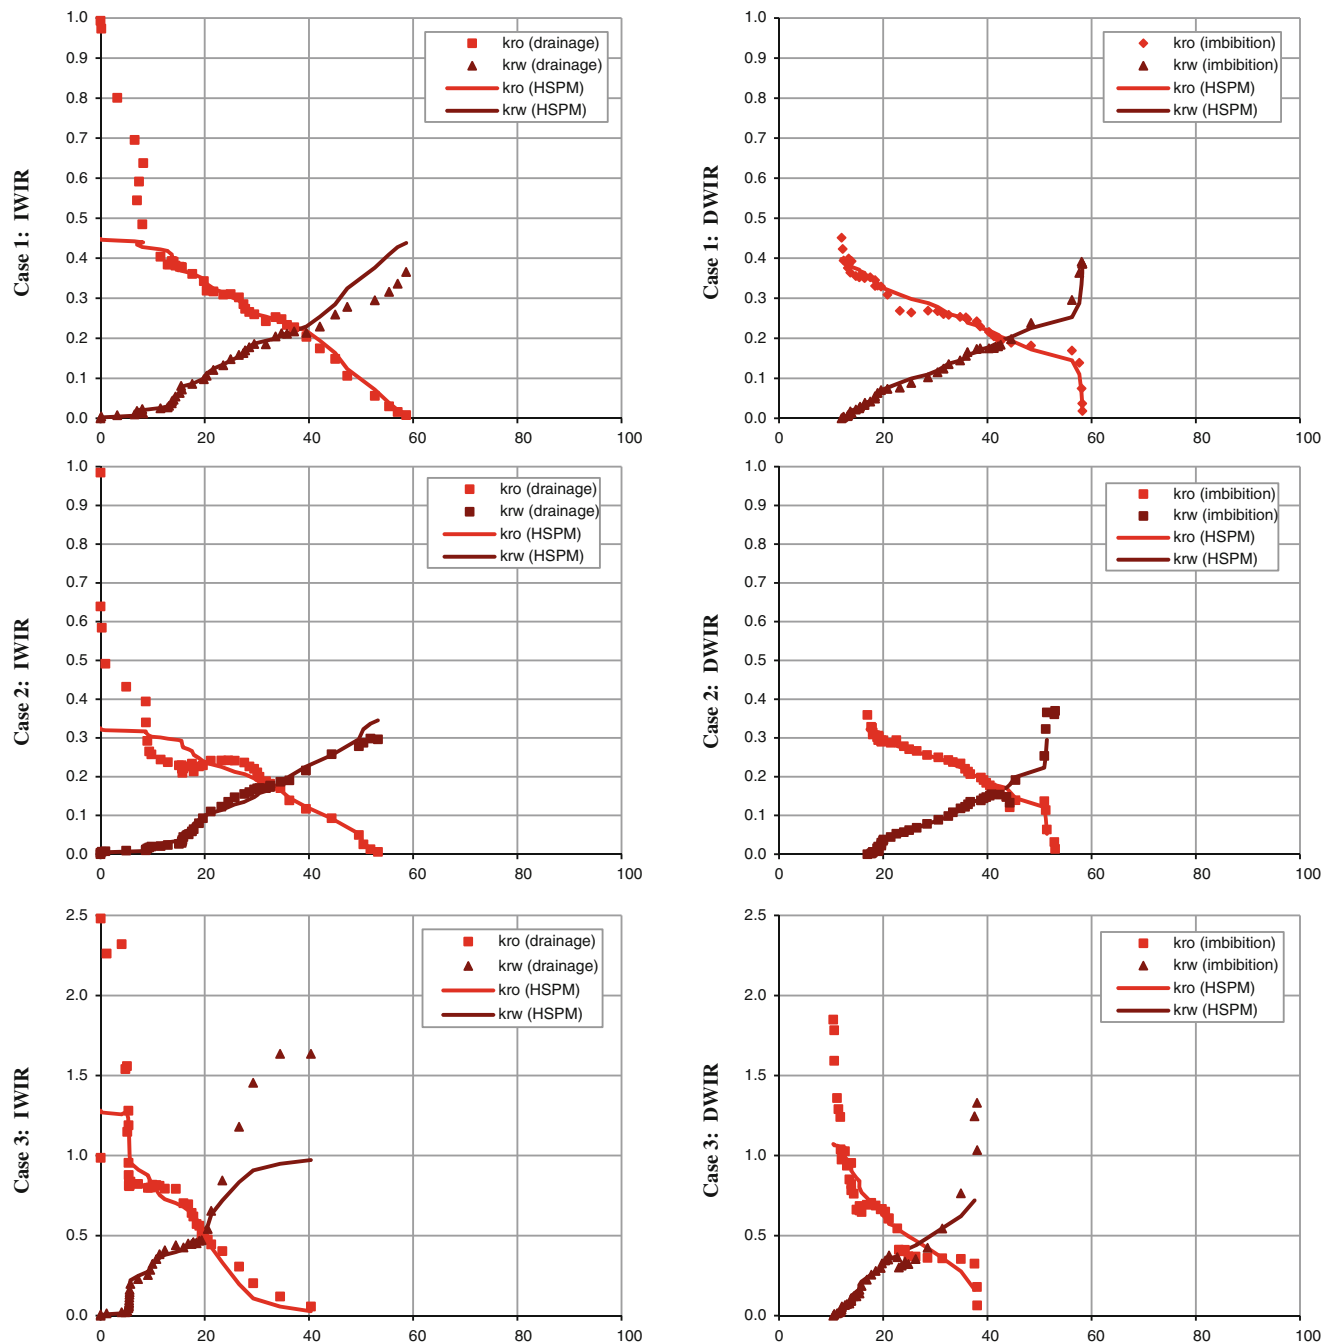 Case 1: IWIR
1.0
0.9
0.8
0.7
0.6
0.5
0.4
0.3
0.2
0.1
0.0
0 20 40 60 80 100
kro (drainage)
krw (drainage)
kro (HSPM)
krw (HSPM)
Case 1: DWIR
1.0
0.9
0.8
0.7
0.6
0.5
0.4
0.3
0.2
0.1
0.0
0 20 40 60 80 100
kro (imbibition)
krw (imbibition)
kro (HSPM)
krw (HSPM)
Case 2: IWIR
1.0
0.9
0.8
0.7
0.6
0.5
0.4
0.3
0.2
0.1
0.0
0 20 40 60 80 100
kro (drainage)
krw (drainage)
kro (HSPM)
krw (HSPM)
Case 2: DWIR
1.0
0.9
0.8
0.7
0.6
0.5
0.4
0.3
0.2
0.1
0.0
0 20 40 60 80 100
kro (imbibition)
krw (imbibition)
kro (HSPM)
krw (HSPM)
Case 3: IWIR
2.5
2.0
1.5
1.0
0.5
0.0
0 20 40 60 80 100
kro (drainage)
krw (drainage)
kro (HSPM)
krw (HSPM)
Case 3: DWIR
2.5
2.0
1.5
1.0
0.5
0.0
0 20 40 60 80 100
kro (imbibition)
krw (imbibition)
kro (HSPM)
krw (HSPM)